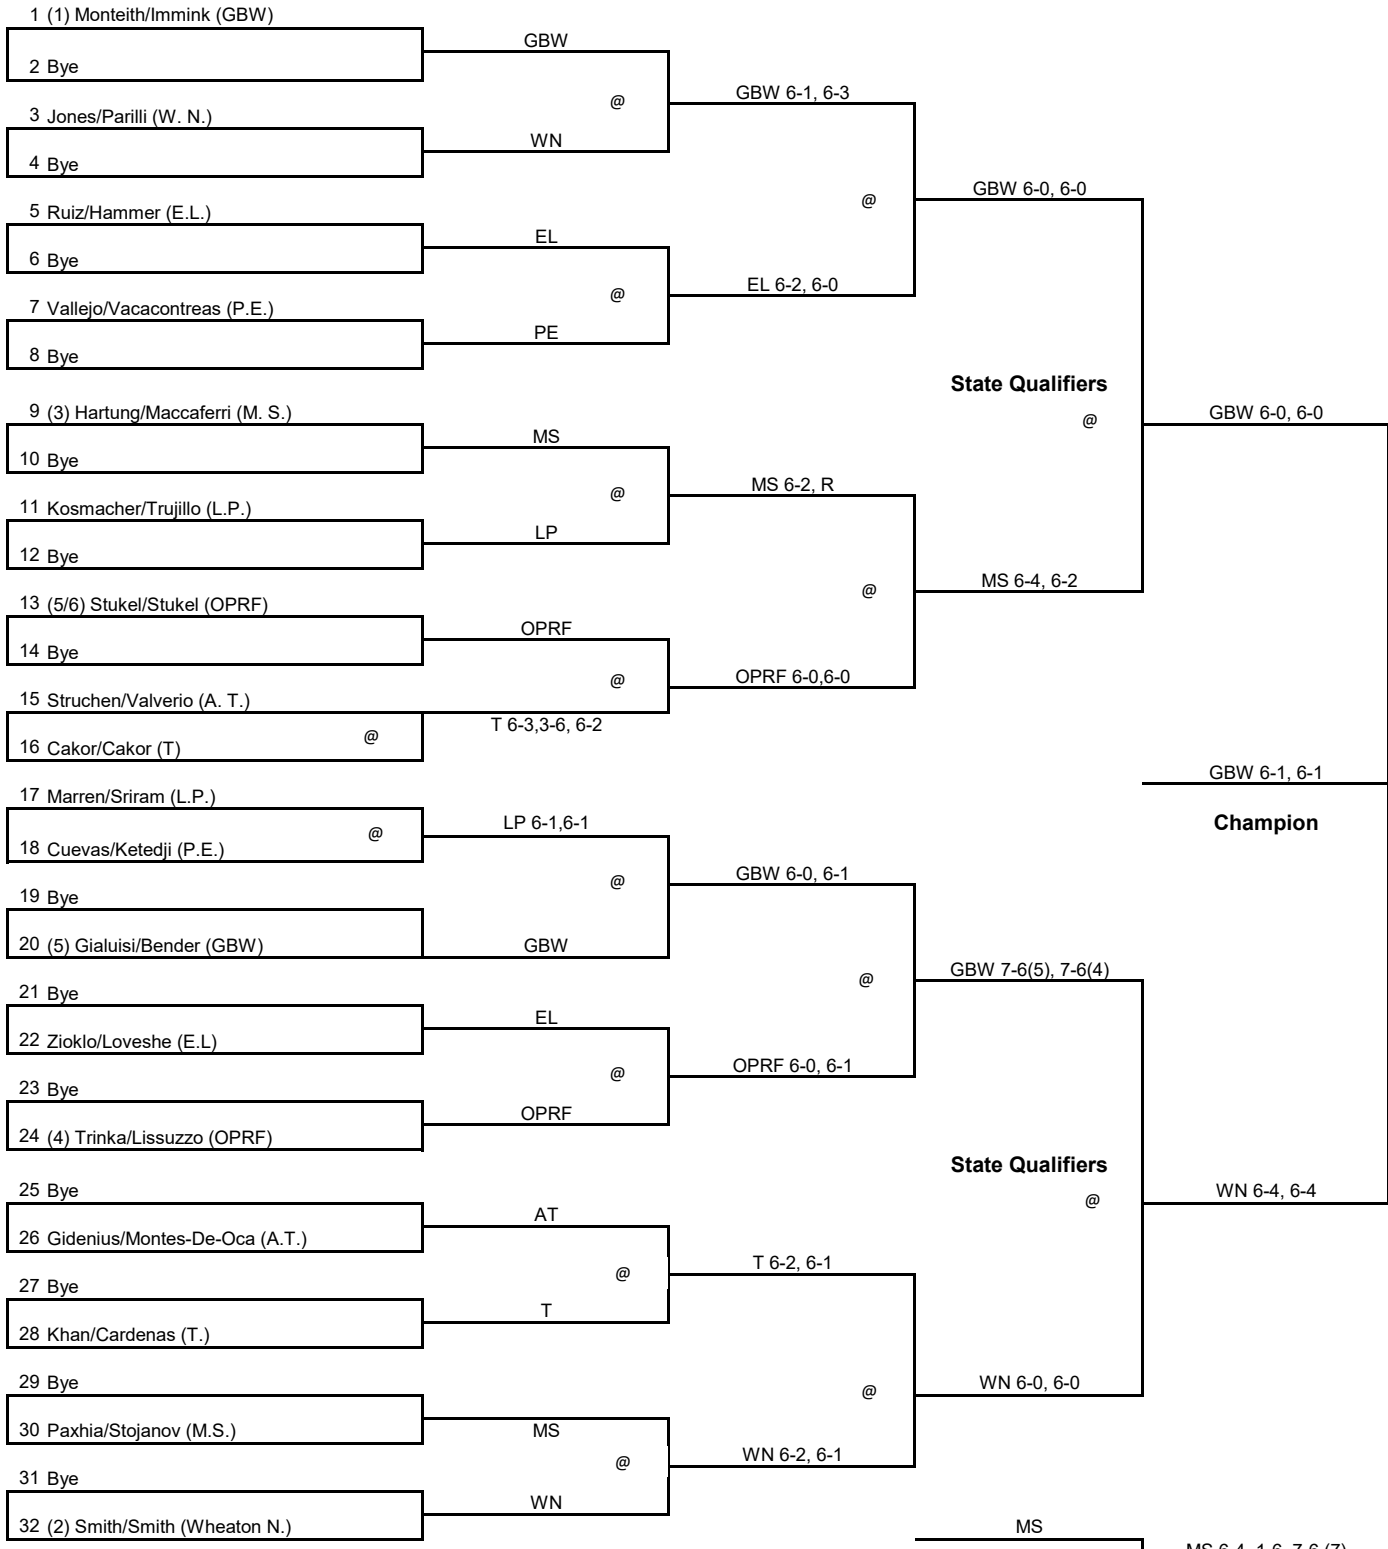 1 (1) Monteith/Immink (GBW)
GBW
2 Bye
@
GBW 6-1, 6-3
3 Jones/Parilli (W. N.)
WN
4 Bye
GBW 6-0, 6-0
@
5 Ruiz/Hammer (E.L.)
EL
6 Bye
@
EL 6-2, 6-0
7 Vallejo/Vacacontreas (P.E.)
PE
8 Bye
State Qualifiers
@
GBW 6-0, 6-0
9 (3) Hartung/Maccaferri (M. S.)
MS
10 Bye
@
MS 6-2, R
11 Kosmacher/Trujillo (L.P.)
LP
12 Bye
@
MS 6-4, 6-2
13 (5/6) Stukel/Stukel (OPRF)
OPRF
14 Bye
@
OPRF 6-0,6-0
15 Struchen/Valverio (A. T.)
T 6-3,3-6, 6-2
16 Cakor/Cakor (T)
@
GBW 6-1, 6-1
Champion
17 Marren/Sriram (L.P.)
LP 6-1,6-1
@
18 Cuevas/Ketedji (P.E.)
@
GBW 6-0, 6-1
19 Bye
20 (5) Gialuisi/Bender (GBW)
GBW
@
GBW 7-6(5), 7-6(4)
21 Bye
EL
22 Zioklo/Loveshe (E.L)
@
OPRF 6-0, 6-1
23 Bye
OPRF
24 (4) Trinka/Lissuzzo (OPRF)
State Qualifiers
@
WN 6-4, 6-4
25 Bye
AT
26 Gidenius/Montes-De-Oca (A.T.)
@
T 6-2, 6-1
27 Bye
T
28 Khan/Cardenas (T.)
29 Bye
@
WN 6-0, 6-0
30 Paxhia/Stojanov (M.S.)
MS
@
WN 6-2, 6-1
31 Bye
WN
32 (2) Smith/Smith (Wheaton N.)
MS
MS 6-4, 1-6, 7-6 (7)